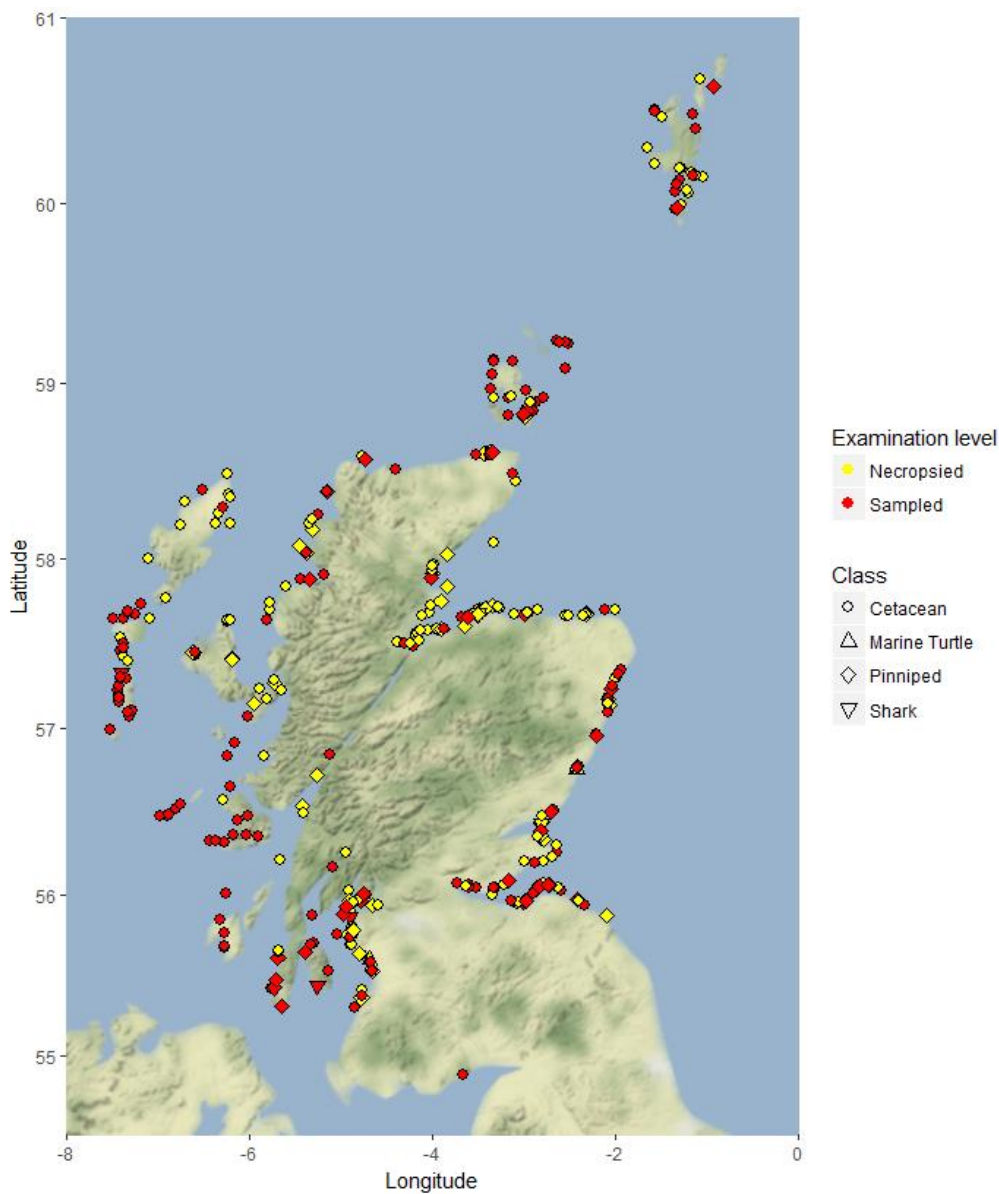 61
60
59
58
57
56
55
Latitude
-8
-6
-4
-2
0
Longitude
Examination level
Necropsied
Sampled
Class
Cetacean
Marine Turtle
Pinniped
Shark